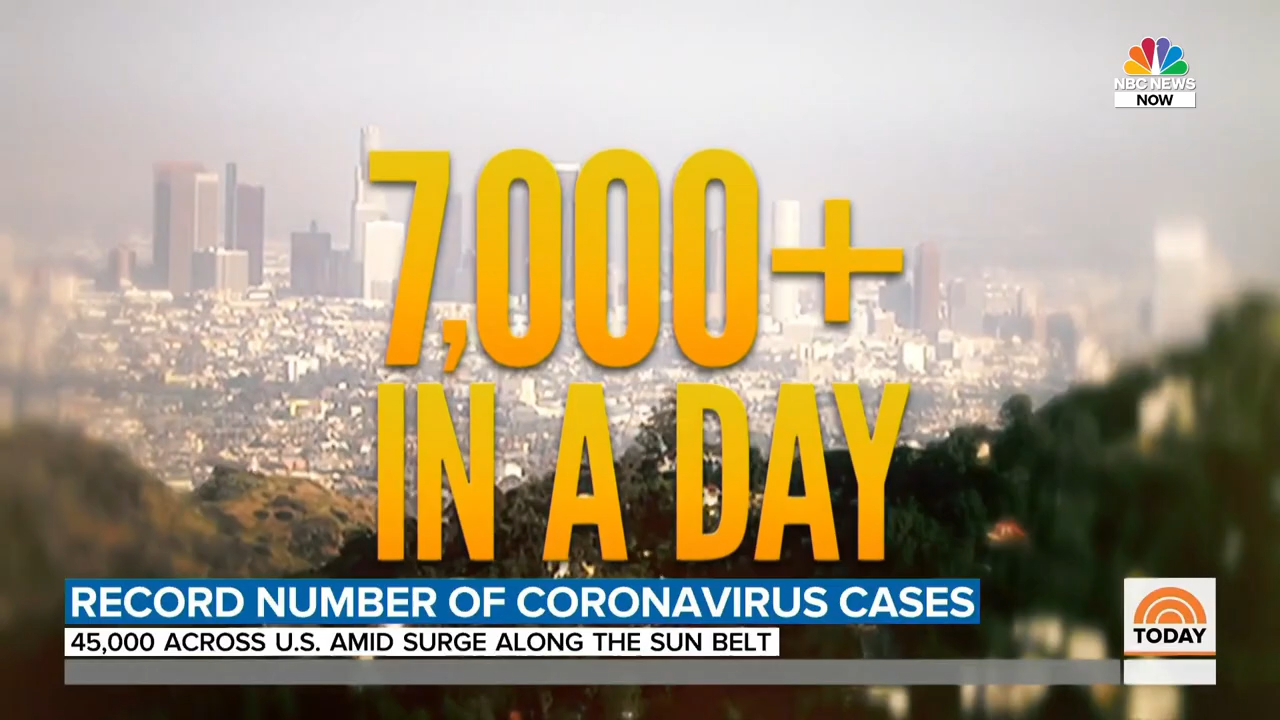 NBC NEWS
NOW
7,000+
IN A DAY
RECORD NUMBER OF CORONAVIRUS CASES
45,000 ACROSS U.S. AMID SURGE ALONG THE SUN BELT
TODAY